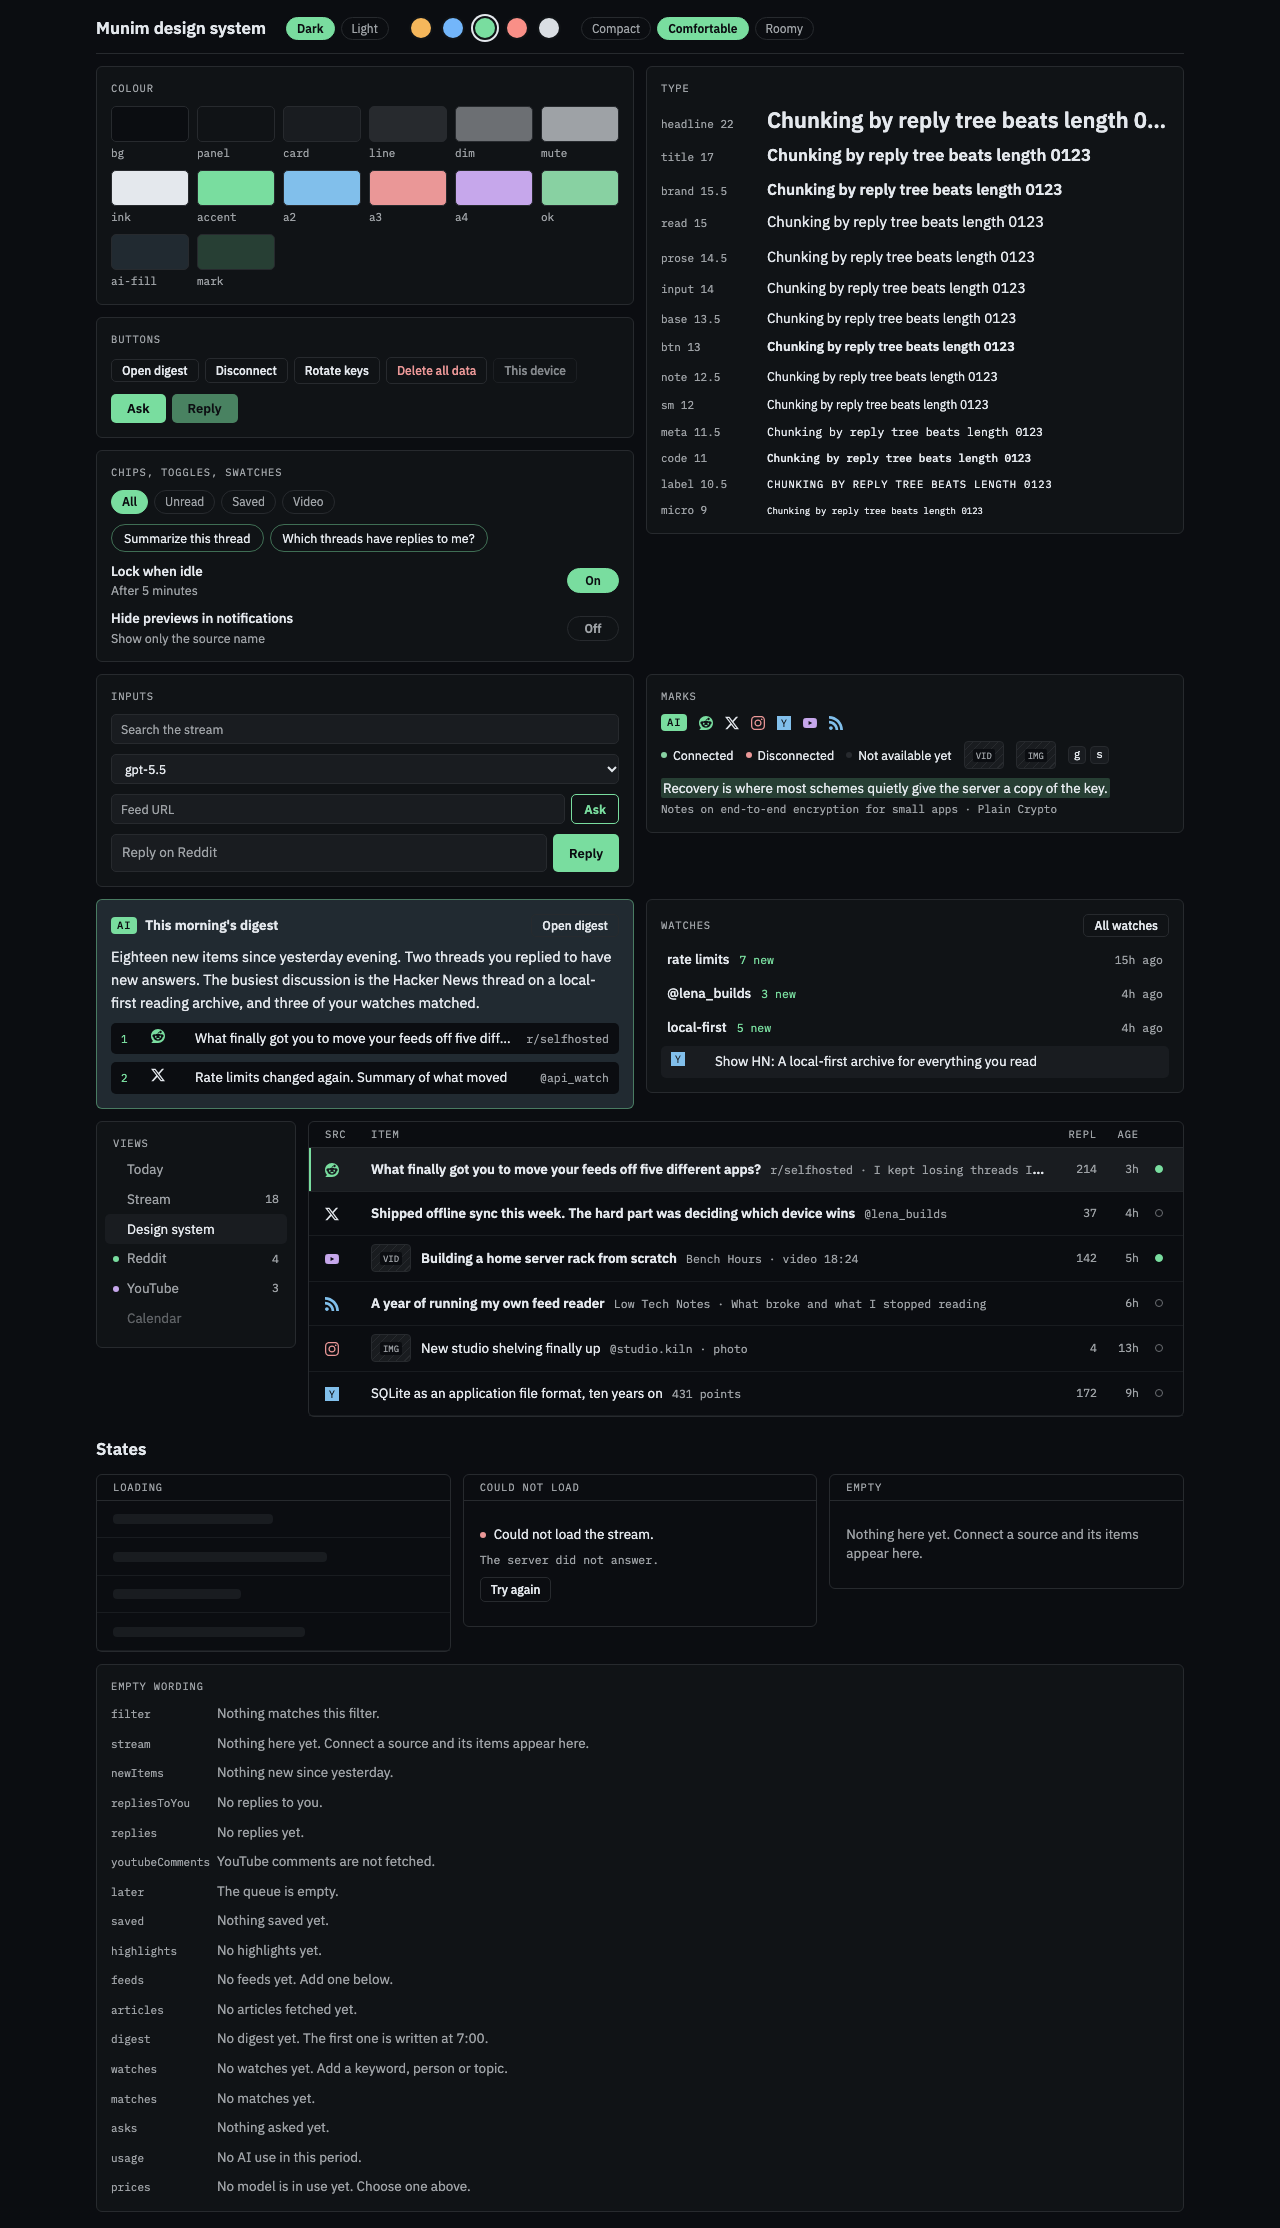 Munim design system Dark Light Compact Comfortable Roomy
COLOUR
bg panel card line dim mute
ink accent a2 a3 a4 ok
ai-fill mark
TYPE
headline 22 Chunking by reply tree beats length 0...
title 17 Chunking by reply tree beats length 0123
brand 15.5 Chunking by reply tree beats length 0123
read 15 Chunking by reply tree beats length 0123
prose 14.5 Chunking by reply tree beats length 0123
input 14 Chunking by reply tree beats length 0123
base 13.5 Chunking by reply tree beats length 0123
btn 13 Chunking by reply tree beats length 0123
note 12.5 Chunking by reply tree beats length 0123
sm 12 Chunking by reply tree beats length 0123
meta 11.5 Chunking by reply tree beats length 0123
code 11 Chunking by reply tree beats length 0123
label 10.5 CHUNKING BY REPLY TREE BEATS LENGTH 0123
micro 9 Chunking by reply tree beats length 0123
BUTTONS
Open digest Disconnect Rotate keys Delete all data This device
Ask Reply
CHIPS, TOGGLES, SWATCHES
All Unread Saved Video
Summarize this thread Which threads have replies to me?
Lock when idle
After 5 minutes
On
Hide previews in notifications
Show only the source name
Off
INPUTS
Search the stream
gpt-5.5
Feed URL Ask
Reply on Reddit Reply
MARKS
AI Y
Connected Disconnected Not available yet VID IMG g s
Recovery is where most schemes quietly give the server a copy of the key.
Notes on end-to-end encryption for small apps · Plain Crypto
AI This morning's digest Open digest
Eighteen new items since yesterday evening. Two threads you replied to have
new answers. The busiest discussion is the Hacker News thread on a local-
first reading archive, and three of your watches matched.
1 What finally got you to move your feeds off five diff... r/selfhosted
2 Rate limits changed again. Summary of what moved @api_watch
WATCHES All watches
rate limits 7 new 15h ago
@lena_builds 3 new 4h ago
local-first 5 new 4h ago
Y Show HN: A local-first archive for everything you read
VIEWS
Today
Stream 18
Design system
Reddit 4
YouTube 3
Calendar
SRC ITEM REPL AGE
What finally got you to move your feeds off five different apps? r/selfhosted · I kept losing threads I... 214 3h
Shipped offline sync this week. The hard part was deciding which device wins @lena_builds 37 4h
VID Building a home server rack from scratch Bench Hours · video 18:24 142 5h
A year of running my own feed reader Low Tech Notes · What broke and what I stopped reading 6h
IMG New studio shelving finally up @studio.kiln · photo 4 13h
Y SQLite as an application file format, ten years on 431 points 172 9h
States
LOADING
COULD NOT LOAD
Could not load the stream.
The server did not answer.
Try again
EMPTY
Nothing here yet. Connect a source and its items
appear here.
EMPTY WORDING
filter Nothing matches this filter.
stream Nothing here yet. Connect a source and its items appear here.
newItems Nothing new since yesterday.
repliesToYou No replies to you.
replies No replies yet.
youtubeComments YouTube comments are not fetched.
later The queue is empty.
saved Nothing saved yet.
highlights No highlights yet.
feeds No feeds yet. Add one below.
articles No articles fetched yet.
digest No digest yet. The first one is written at 7:00.
watches No watches yet. Add a keyword, person or topic.
matches No matches yet.
asks Nothing asked yet.
usage No AI use in this period.
prices No model is in use yet. Choose one above.